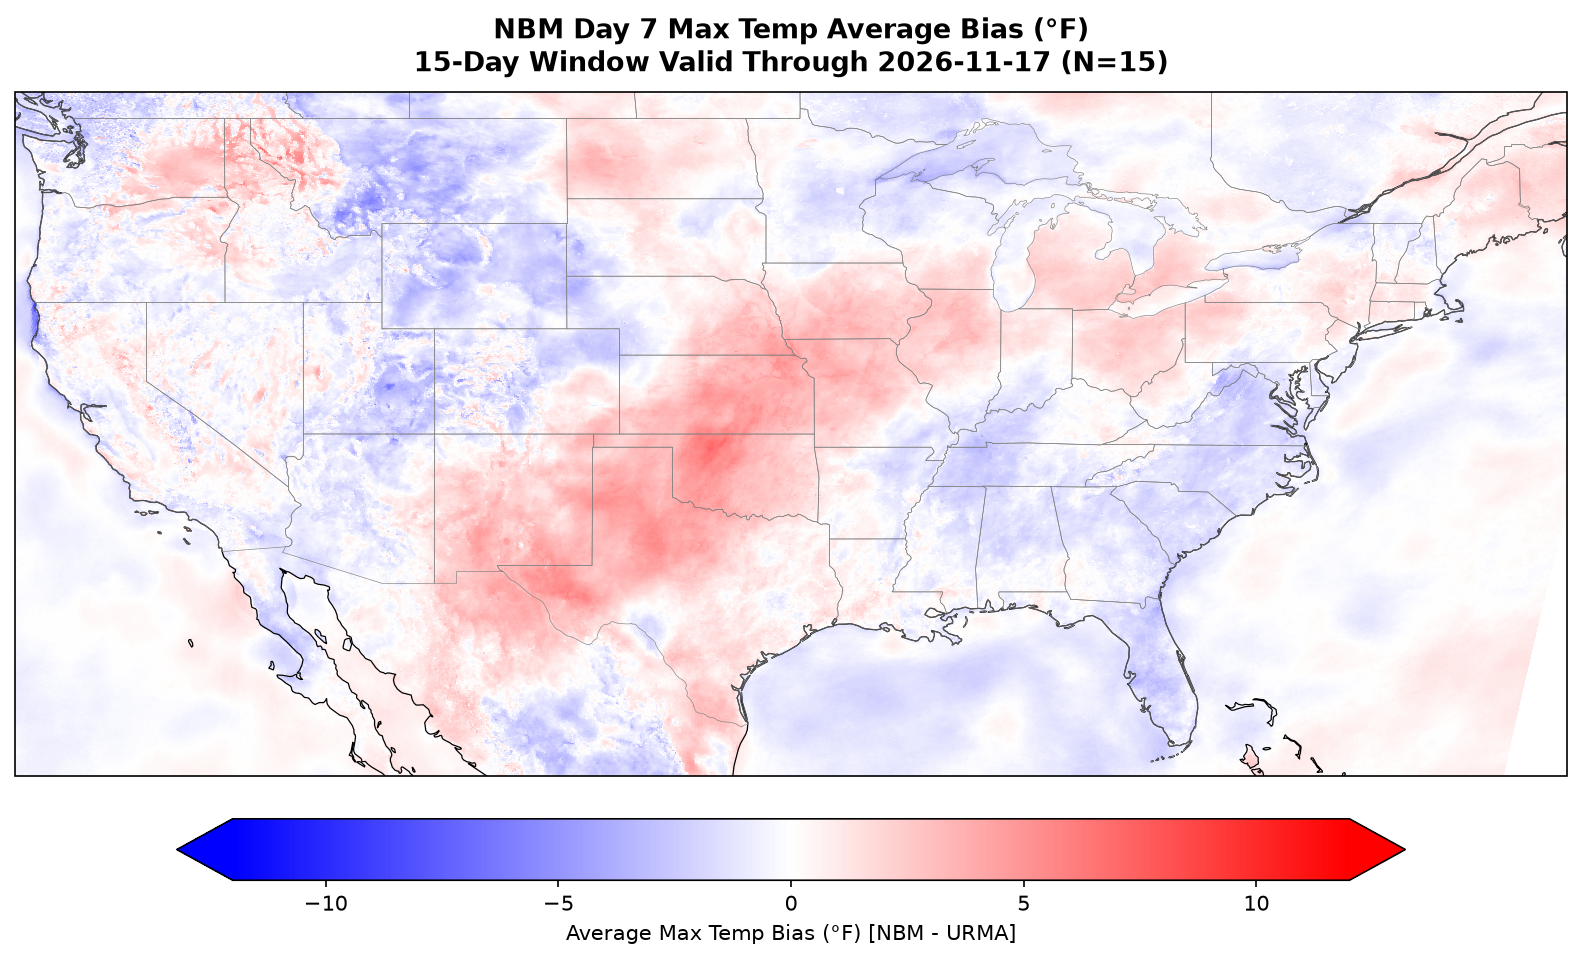 NBM Day 7 Max Temp Average Bias (°F)
15-Day Window Valid Through 2026-11-17 (N=15)
−10 −5 0 5 10
Average Max Temp Bias (°F) [NBM - URMA]